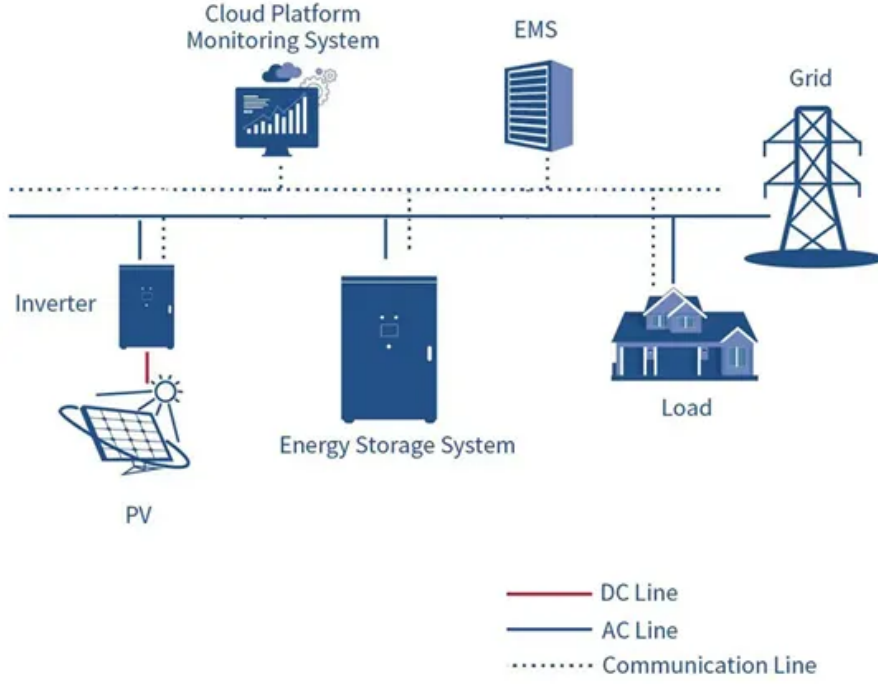 Cloud Platform
Monitoring System
EMS
Grid
Inverter
Load
Energy Storage System
PV
DC Line
AC Line
Communication Line